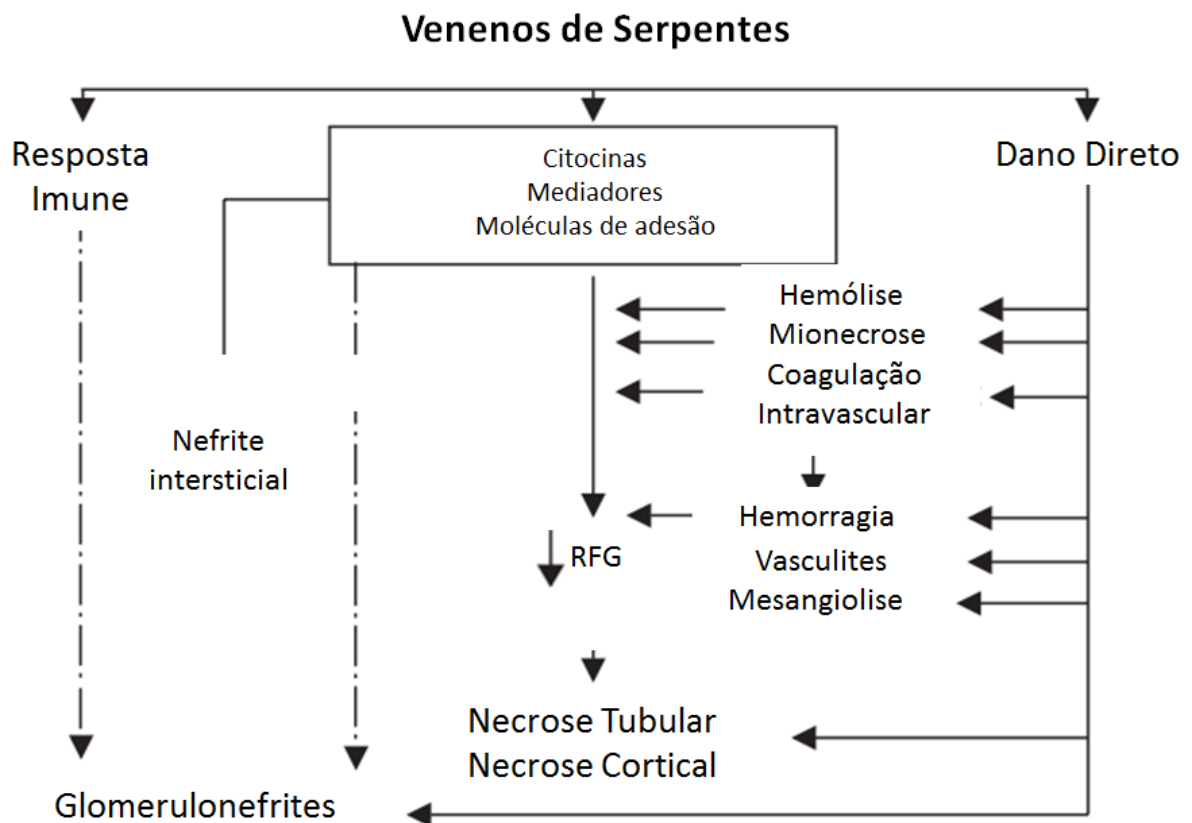 Venenos de Serpentes
Resposta
Imune
Citocinas
Mediadores
Moléculas de adesão
Dano Direto
Hemólise
Mionecrose
Coagulação
Intravascular
Nefrite
intersticial
Hemorragia
RFG
Vasculites
Mesangiolise
Necrose Tubular
Necrose Cortical
Glomerulonefrites